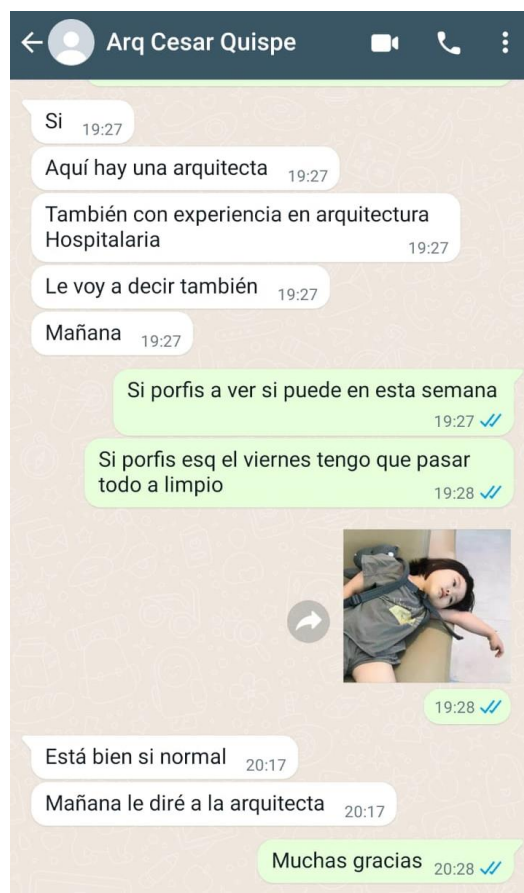 Arq Cesar Quispe
Si 19:27
Aquí hay una arquitecta 19:27
También con experiencia en arquitectura
Hospitalaria 19:27
Le voy a decir también 19:27
Mañana 19:27
Si porfis a ver si puede en esta semana
19:27
Si porfis esq el viernes tengo que pasar
todo a limpio 19:28
19:28
Está bien si normal 20:17
Mañana le diré a la arquitecta 20:17
Muchas gracias 20:28